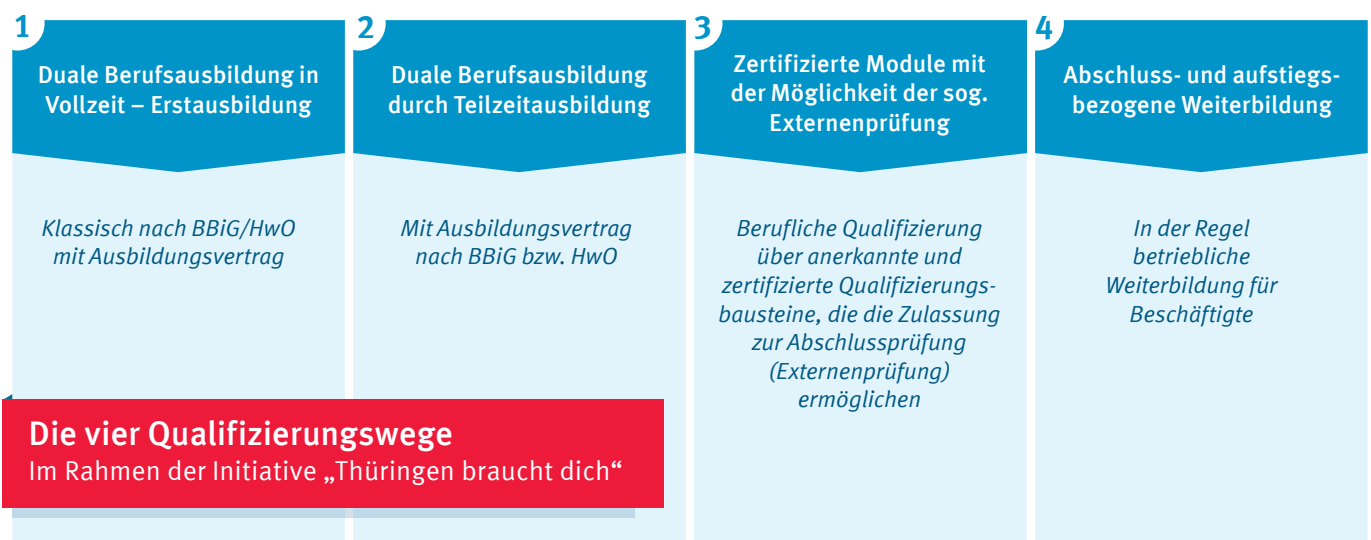 1
Duale Berufsausbildung in
Vollzeit – Erstausbildung
Klassisch nach BBiG/HwO
mit Ausbildungsvertrag
2
Duale Berufsausbildung
durch Teilzeitausbildung
Mit Ausbildungsvertrag
nach BBiG bzw. HwO
3
Zertifizierte Module mit
der Möglichkeit der sog.
Externenprüfung
Berufliche Qualifizierung
über anerkannte und
zertifizierte Qualifizierungs-
bausteine, die die Zulassung
zur Abschlussprüfung
(Externenprüfung)
ermöglichen
4
Abschluss- und aufstiegs-
bezogene Weiterbildung
In der Regel
betriebliche
Weiterbildung für
Beschäftigte
Die vier Qualifizierungswege
Im Rahmen der Initiative „Thüringen braucht dich“